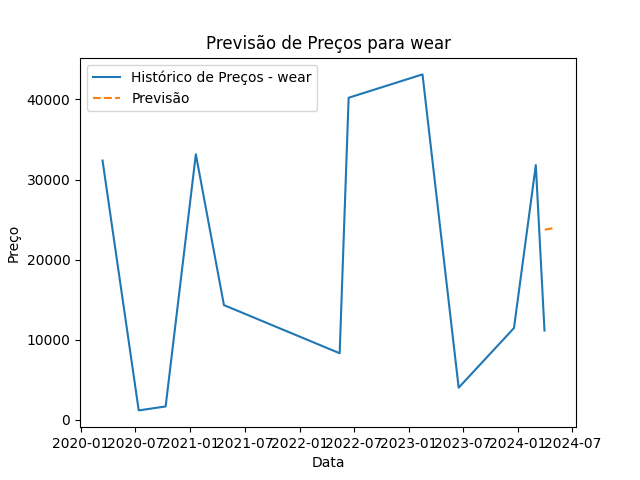 Previsão de Preços para wear
Histórico de Preços - wear
Previsão
Preço
40000
30000
20000
10000
0
2020-01 2020-07 2021-01 2021-07 2022-01 2022-07 2023-01 2023-07 2024-01 2024-07
Data